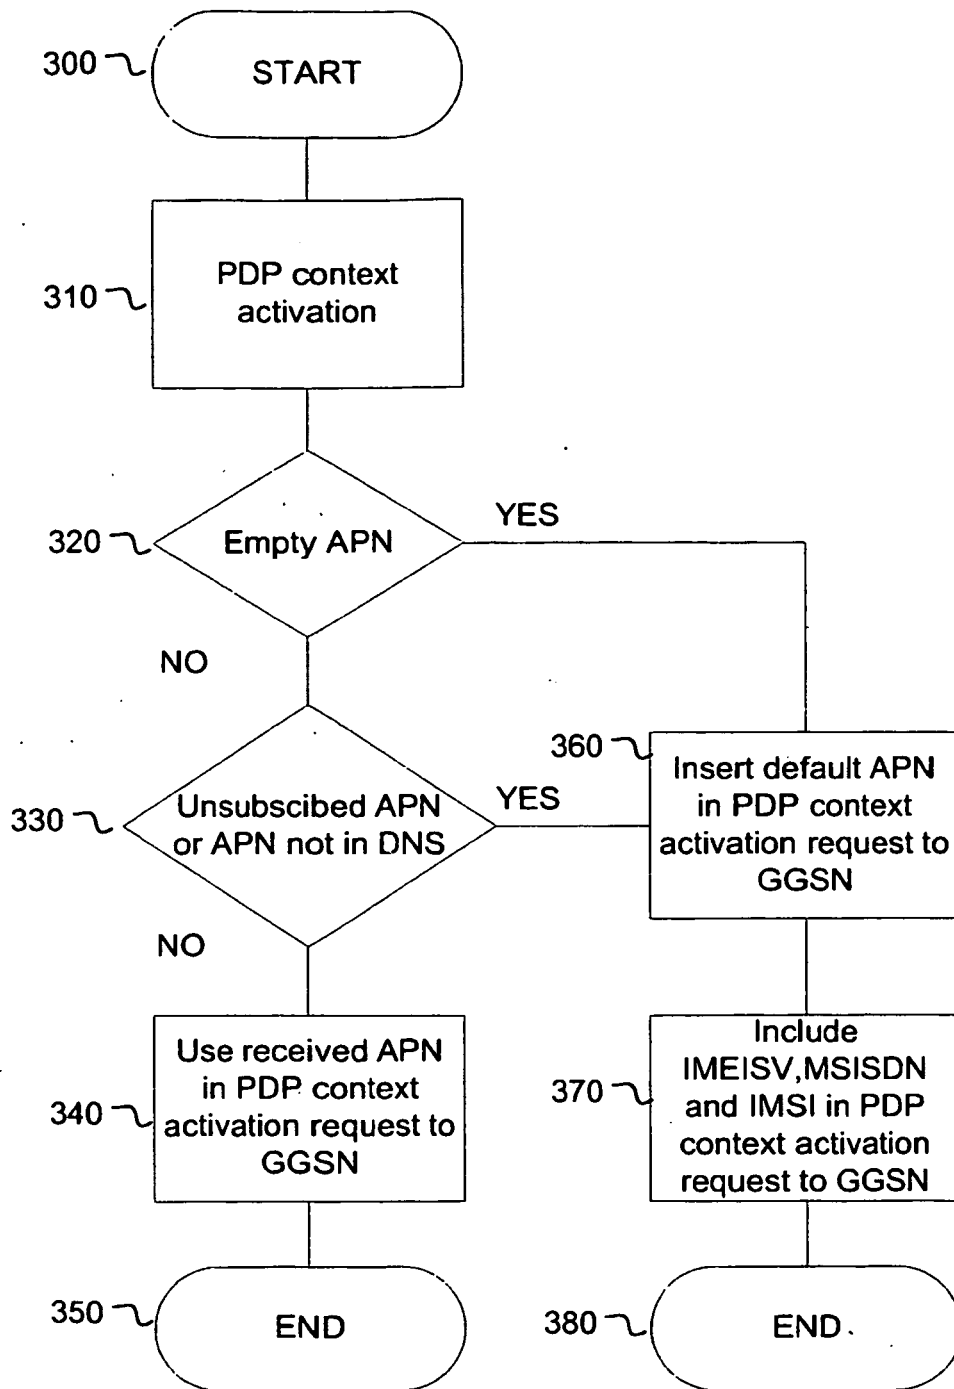 300
START
310
PDP context
activation
320
Empty APN
YES
NO
330
Unsubscibed APN
or APN not in DNS
YES
NO
360
Insert default APN
in PDP context
activation request to
GGSN
340
Use received APN
in PDP context
activation request to
GGSN
370
Include
IMEISV,MSISDN
and IMSI in PDP
context activation
request to GGSN
350
END
380
END